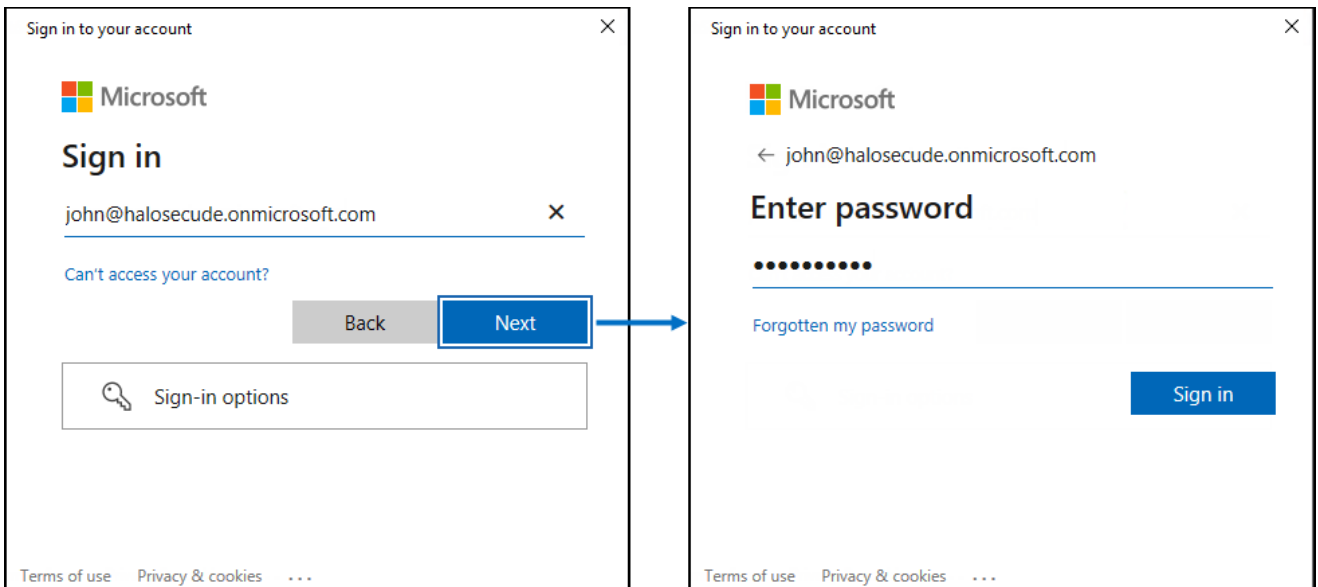 Sign in to your account
Microsoft
Sign in
john@halosecude.onmicrosoft.com
Can't access your account?
Back Next
Sign-in options
Terms of use Privacy & cookies ...
Sign in to your account
Microsoft
john@halosecude.onmicrosoft.com
Enter password
Forgotten my password
Sign in
Terms of use Privacy & cookies ...